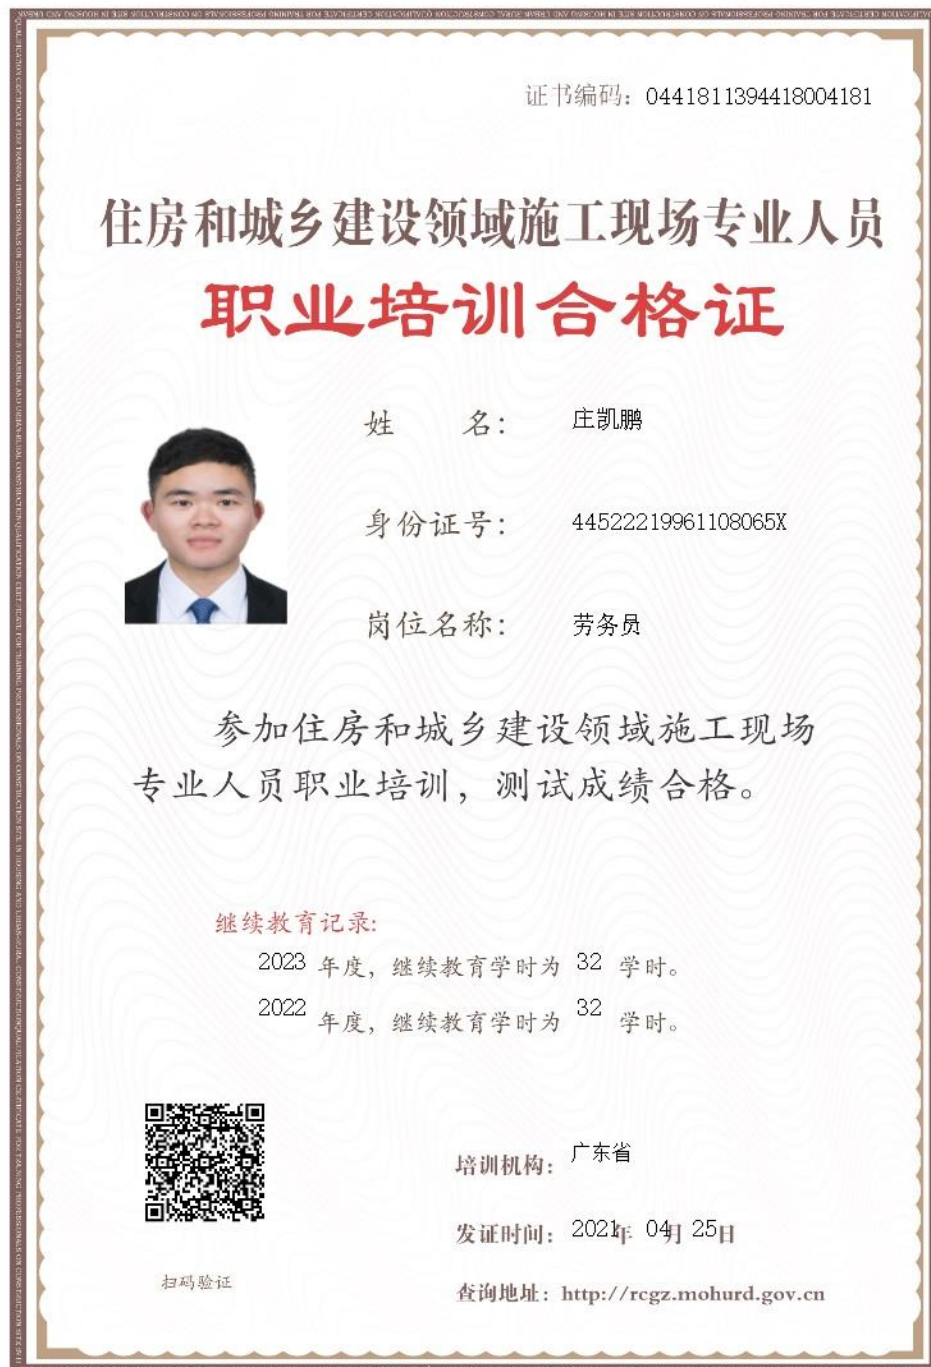 证书编码：0441811394418004181
住房和城乡建设领域施工现场专业人员
职业培训合格证
姓 名：庄凯鹏
身份证号：44522219961108065X
岗位名称：劳务员
参加住房和城乡建设领域施工现场
专业人员职业培训，测试成绩合格。
继续教育记录:
2023 年度，继续教育学时为 32 学时。
2022 年度，继续教育学时为 32 学时。
培训机构：广东省
发证时间：2021年 04月 25日
扫码验证
查询地址：http://rcgz.mohurd.gov.cn